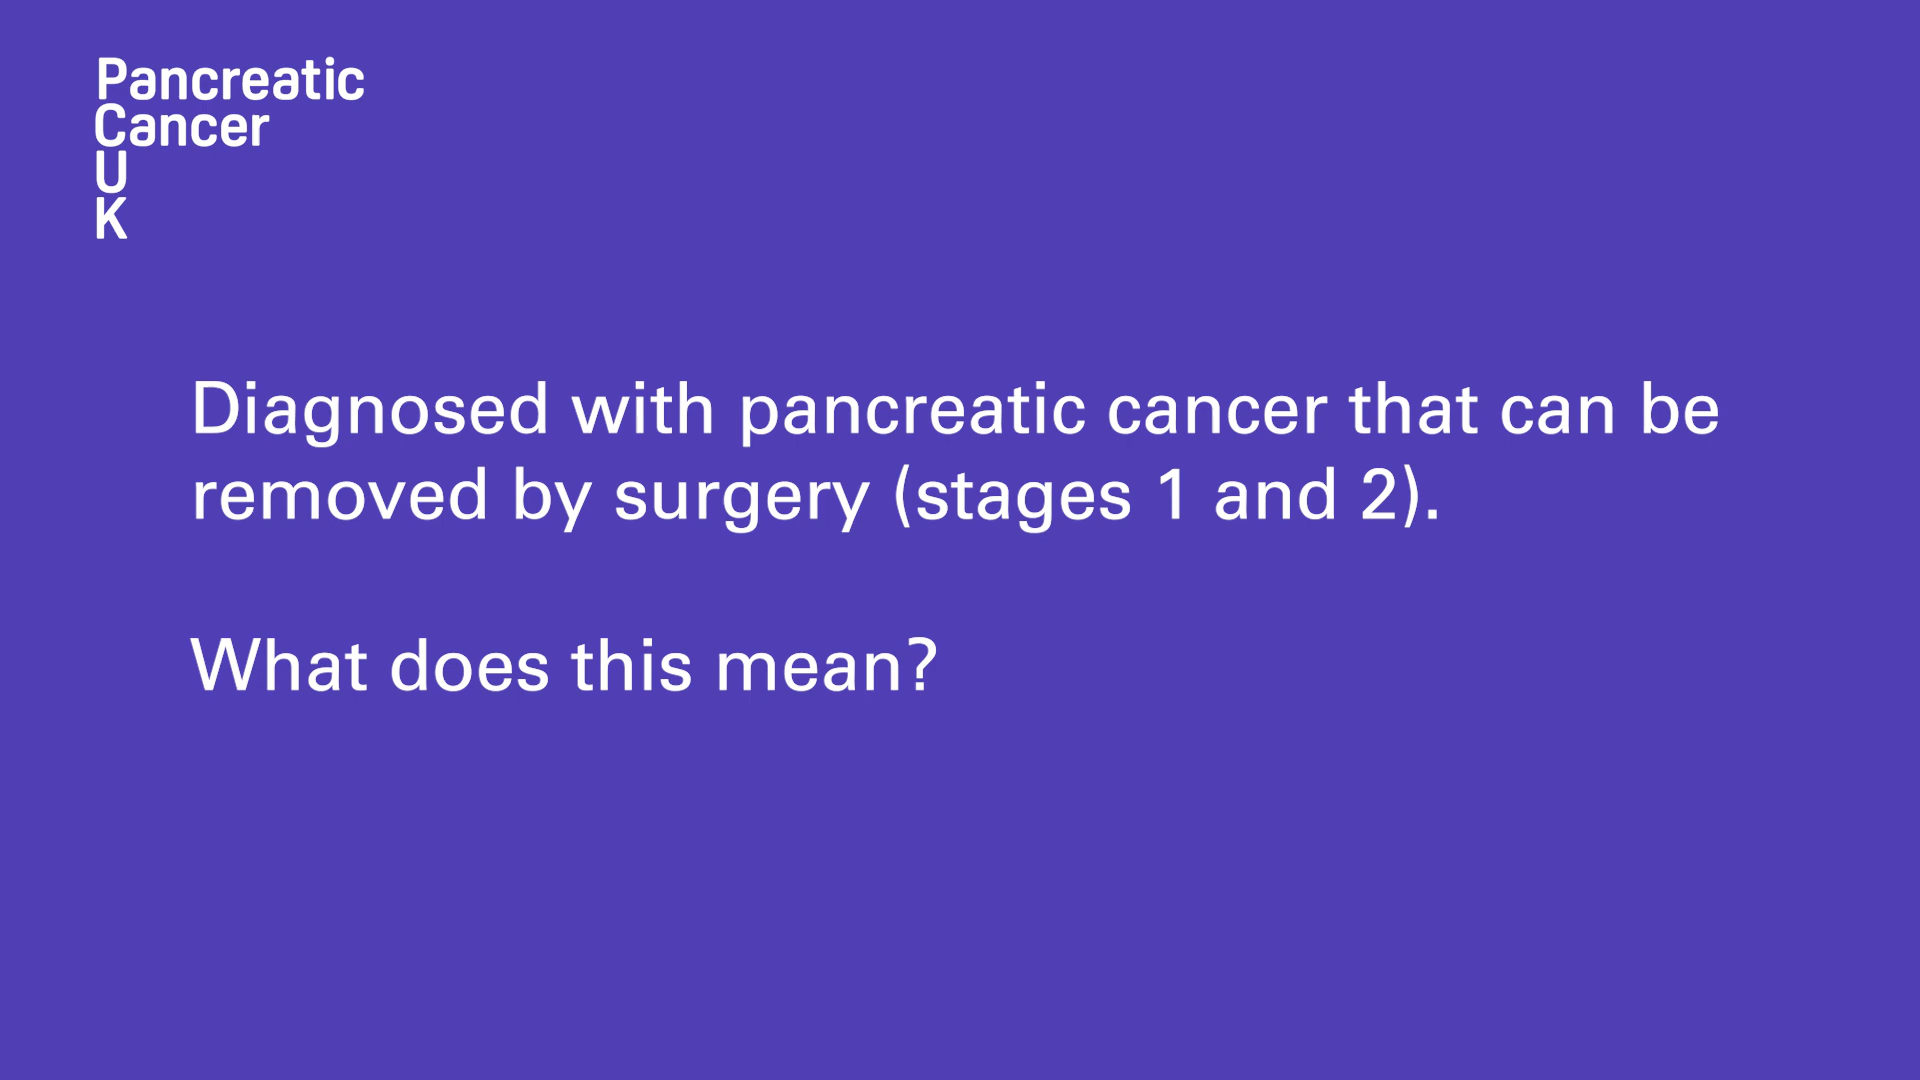 Pancreatic
Cancer
U
K
Diagnosed with pancreatic cancer that can be
removed by surgery (stages 1 and 2).
What does this mean?